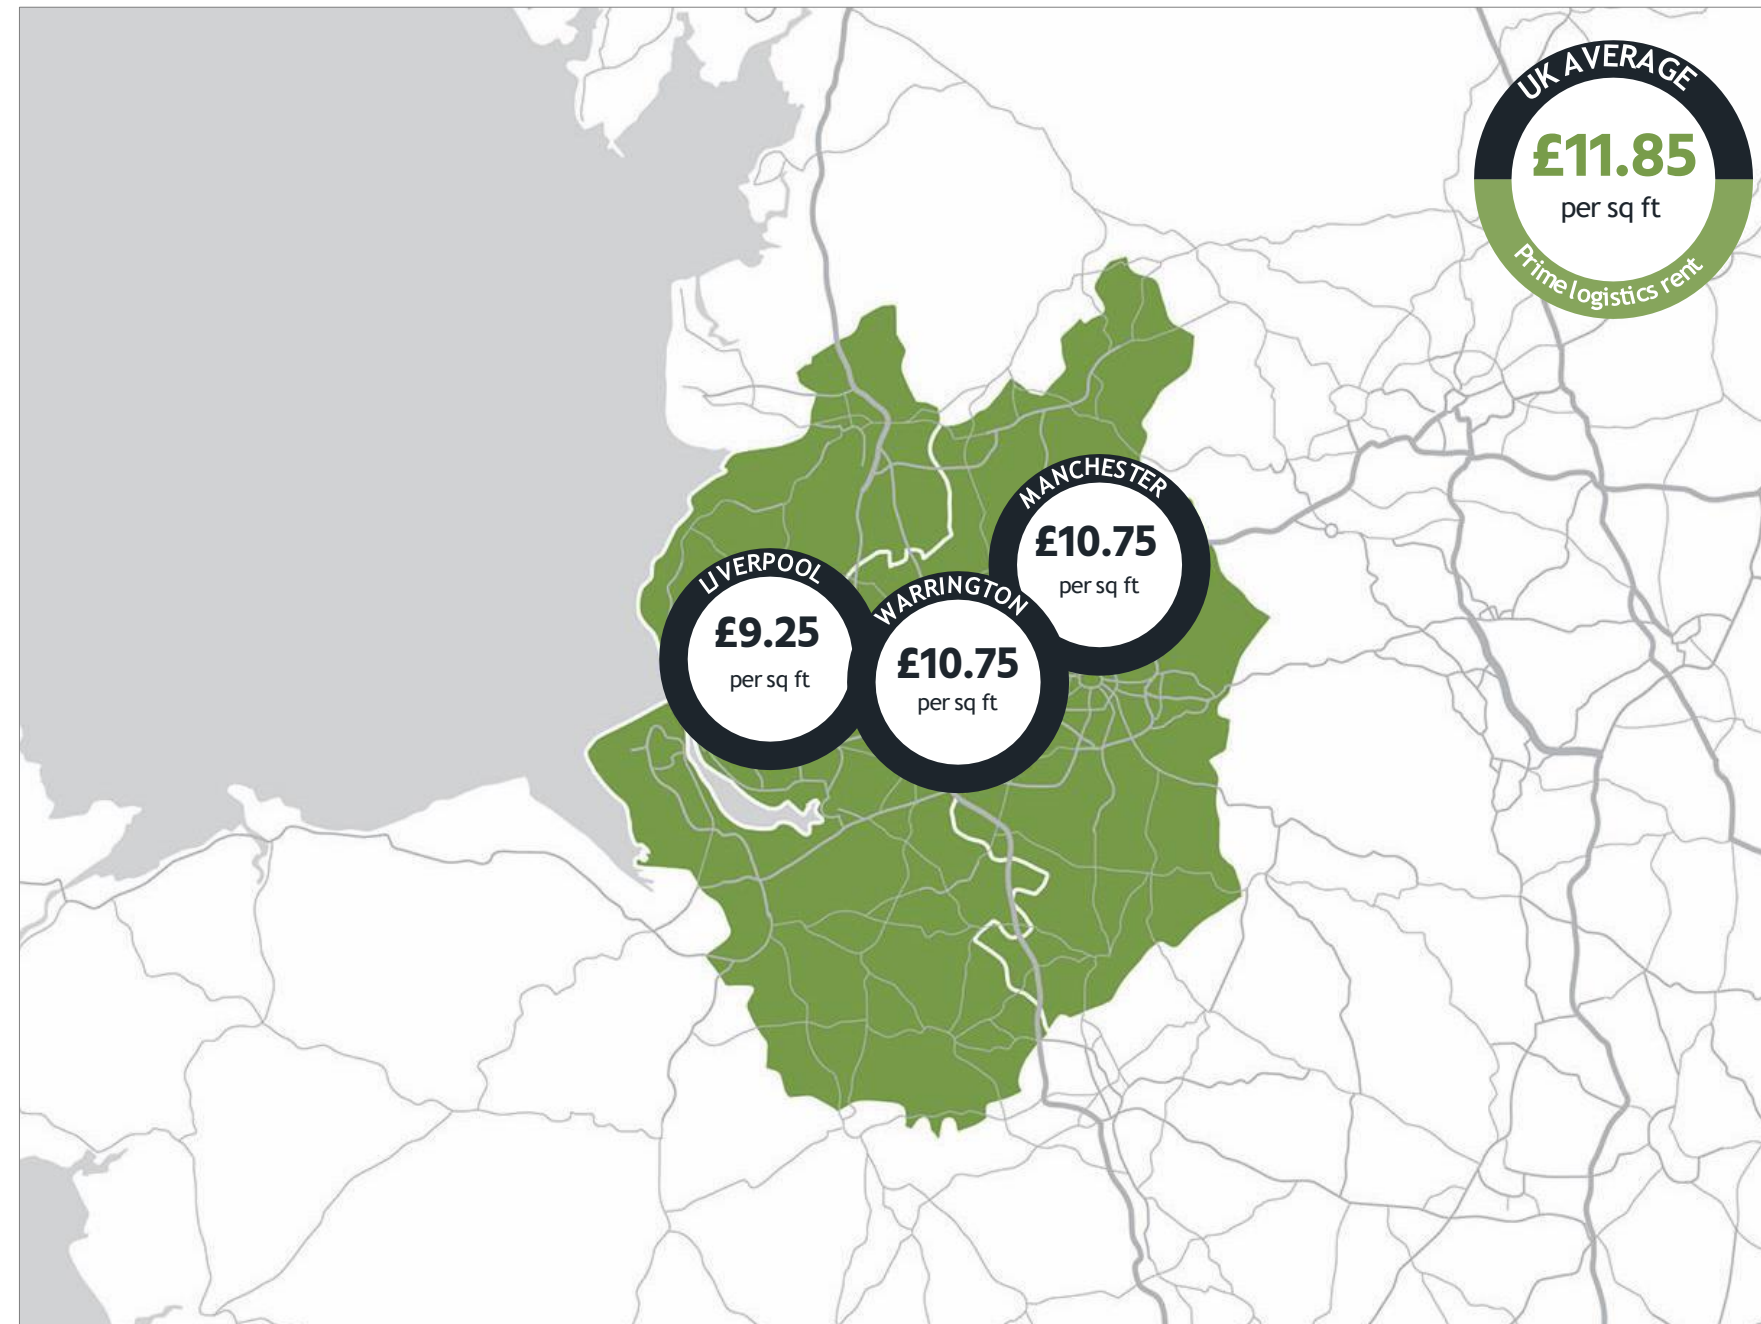 UK AVERAGE
£11.85
per sq ft
Prime logistics rent
MANCHESTER
£10.75
per sq ft
LIVERPOOL
£9.25
per sq ft
WARRINGTON
£10.75
per sq ft